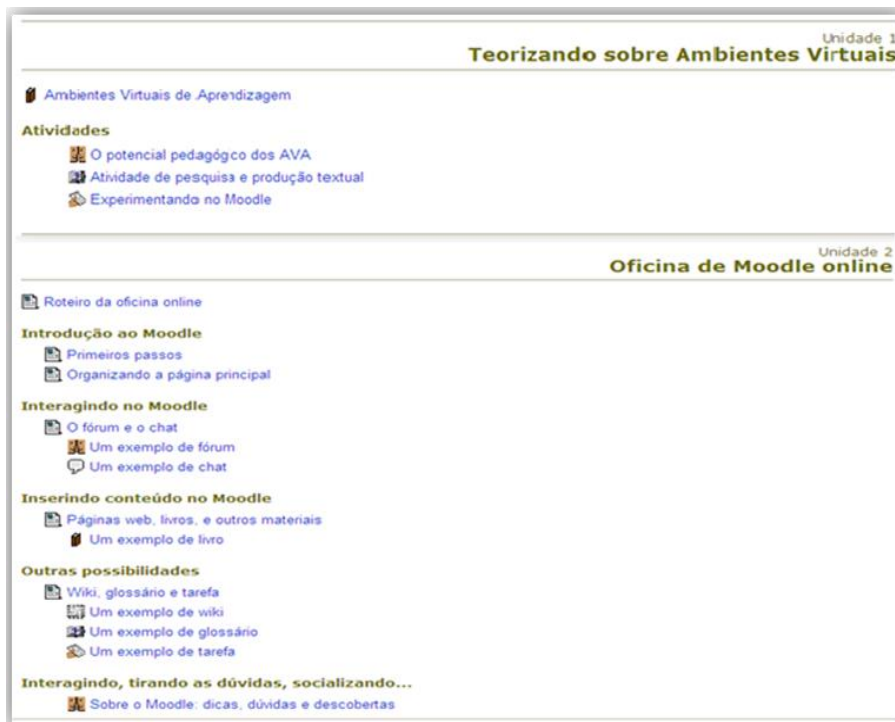 Unidade 1
Teorizando sobre Ambientes Virtuais
Ambientes Virtuais de Aprendizagem
Atividades
O potencial pedagógico dos AVA
Atividade de pesquisa e produção textual
Experimentando no Moodle
Unidade 2
Oficina de Moodle online
Roteiro da oficina online
Introdução ao Moodle
Primeiros passos
Organizando a página principal
Interagindo no Moodle
O fórum e o chat
Um exemplo de fórum
Um exemplo de chat
Inserindo conteúdo no Moodle
Páginas web, livros, e outros materiais
Um exemplo de livro
Outras possibilidades
Wiki, glossário e tarefa
Um exemplo de wiki
Um exemplo de glossário
Um exemplo de tarefa
Interagindo, tirando as dúvidas, socializando...
Sobre o Moodle: dicas, dúvidas e descobertas